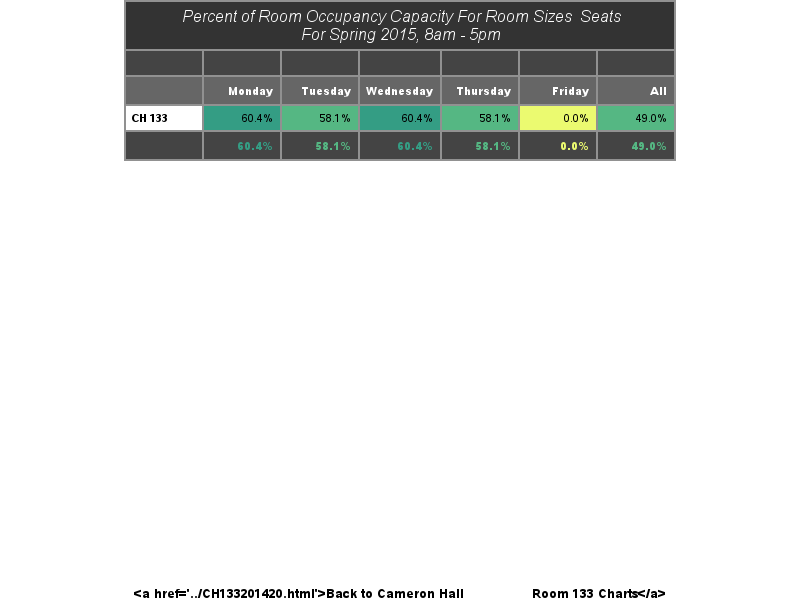 Percent of Room Occupancy Capacity For Room Sizes  Seats
For Spring 2015, 8am - 5pm
Monday Tuesday Wednesday Thursday Friday All
CH 133 60.4% 58.1% 60.4% 58.1% 0.0% 49.0%
60.4% 58.1% 60.4% 58.1% 0.0% 49.0%
<a href='../CH133201420.html'>Back to Cameron Hall Room 133 Charts</a>